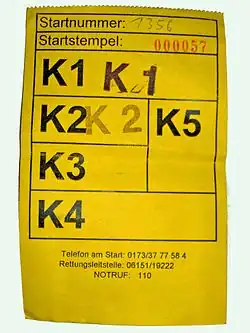 Startnummer: 1356
Startstempel: 000057
K1 K1
K2 K2 K5
K3
K4
Telefon am Start: 0173/37 77 58 4
Rettungsleitstelle: 06151/19222
NOTRUF: 110